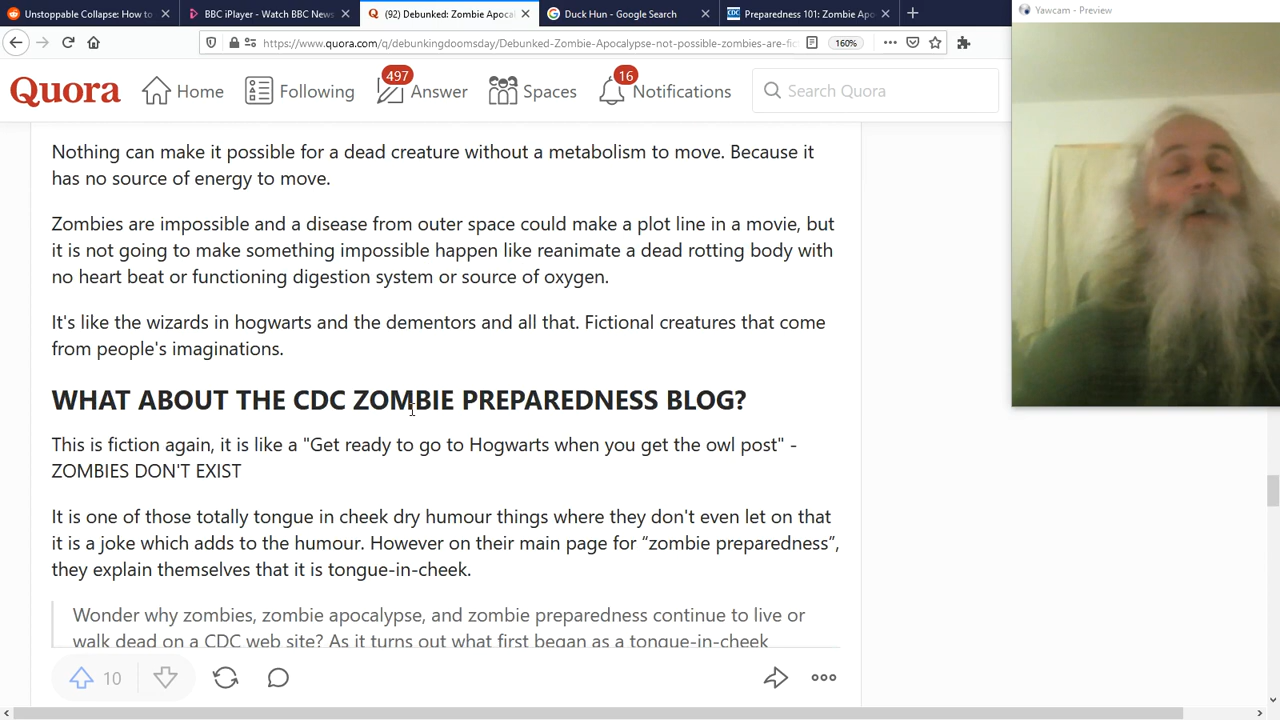 Unstoppable Collapse: How to
BBC iPlayer - Watch BBC News
(92) Debunked: Zombie Apoca
Duck Hun - Google Search
Preparedness 101: Zombie Apo
Yawcam - Preview
https://www.quora.com/q/debunkingdoomsday/Debunked-Zombie-Apocalypse-not-possible-zombies-are-fic
160%
Quora
Home
Following
497
Answer
Spaces
16
Notifications
Search Quora
Nothing can make it possible for a dead creature without a metabolism to move. Because it
has no source of energy to move.
Zombies are impossible and a disease from outer space could make a plot line in a movie, but
it is not going to make something impossible happen like reanimate a dead rotting body with
no heart beat or functioning digestion system or source of oxygen.
It's like the wizards in hogwarts and the dementors and all that. Fictional creatures that come
from people's imaginations.
WHAT ABOUT THE CDC ZOMBIE PREPAREDNESS BLOG?
This is fiction again, it is like a "Get ready to go to Hogwarts when you get the owl post" -
ZOMBIES DON'T EXIST
It is one of those totally tongue in cheek dry humour things where they don't even let on that
it is a joke which adds to the humour. However on their main page for “zombie preparedness”,
they explain themselves that it is tongue-in-cheek.
Wonder why zombies, zombie apocalypse, and zombie preparedness continue to live or
walk dead on a CDC web site? As it turns out what first began as a tongue-in-cheek
10